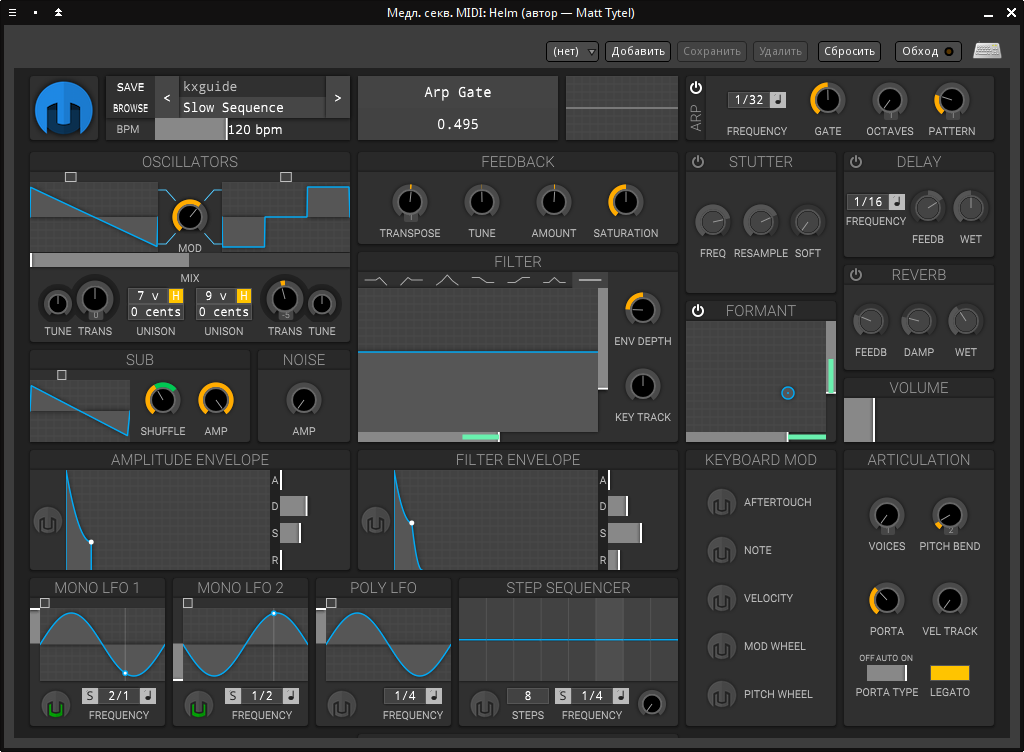 Медл. секв. MIDI: Helm (автор — Matt Tytel)
(нет)
Добавить
Сохранить
Удалить
Сбросить
Обход
SAVE
BROWSE
BPM
<
kxguide
Slow Sequence
>
120 bpm
Arp Gate
0.495
ARP
1/32
FREQUENCY
GATE
1
OCTAVES
PATTERN
OSCILLATORS
MOD
MIX
TUNE
0
TRANS
7 v H
0 cents
UNISON
9 v H
0 cents
UNISON
-5
TRANS
TUNE
FEEDBACK
TRANSPOSE
TUNE
AMOUNT
SATURATION
STUTTER
FREQ
RESAMPLE
SOFT
DELAY
1/16
FREQUENCY
FEEDB
WET
FILTER
ENV DEPTH
KEY TRACK
FORMANT
REVERB
FEEDB
DAMP
WET
SUB
SHUFFLE
AMP
NOISE
AMP
VOLUME
AMPLITUDE ENVELOPE
A
D
S
R
FILTER ENVELOPE
A
D
S
R
KEYBOARD MOD
AFTERTOUCH
NOTE
VELOCITY
MOD WHEEL
PITCH WHEEL
ARTICULATION
1
VOICES
2
PITCH BEND
PORTA
VEL TRACK
OFF AUTO ON
PORTA TYPE
LEGATO
MONO LFO 1
S 2/1
FREQUENCY
MONO LFO 2
S 1/2
FREQUENCY
POLY LFO
1/4
FREQUENCY
STEP SEQUENCER
8
STEPS
S 1/4
FREQUENCY